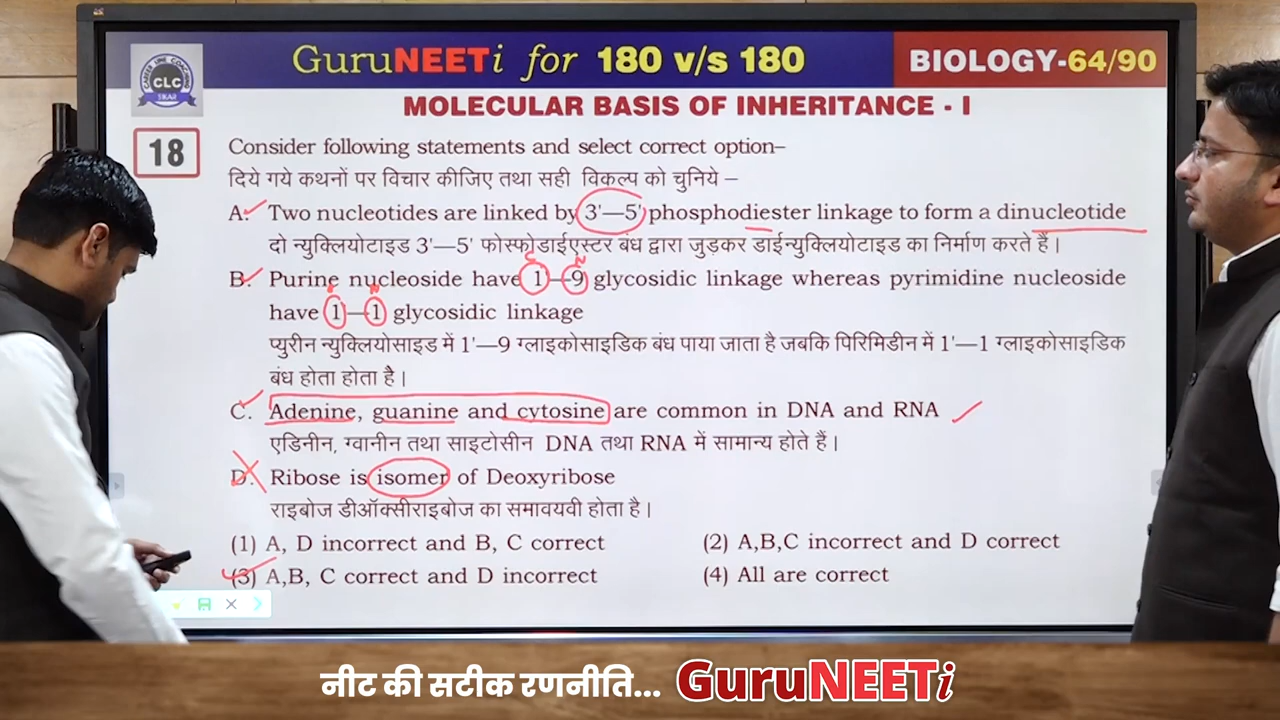 CAREER LINE COACHING
CLC
SIKAR
GuruNEETi for 180 v/s 180
BIOLOGY-64/90
MOLECULAR BASIS OF INHERITANCE - I
18
Consider following statements and select correct option–
दिये गये कथनों पर विचार कीजिए तथा सही विकल्प को चुनिये –
A. Two nucleotides are linked by 3'—5' phosphodiester linkage to form a dinucleotide
दो न्युक्लियोटाइड 3'—5' फोस्फोडाईएस्टर बंध द्वारा जुड़कर डाईन्युक्लियोटाइड का निर्माण करते हैं।
B. Purine nucleoside have 1'—9 glycosidic linkage whereas pyrimidine nucleoside
have 1'—1 glycosidic linkage
प्युरीन न्युक्लियोसाइड में 1'—9 ग्लाइकोसाइडिक बंध पाया जाता है जबकि पिरिमिडीन में 1'—1 ग्लाइकोसाइडिक
बंध होता होता है।
C. Adenine, guanine and cytosine are common in DNA and RNA
एडिनीन, ग्वानीन तथा साइटोसीन DNA तथा RNA में सामान्य होते हैं।
D. Ribose is isomer of Deoxyribose
राइबोज डीऑक्सीराइबोज का समावयवी होता है।
(1) A, D incorrect and B, C correct
(2) A,B,C incorrect and D correct
(3) A,B, C correct and D incorrect
(4) All are correct
नीट की सटीक रणनीति... GuruNEETi